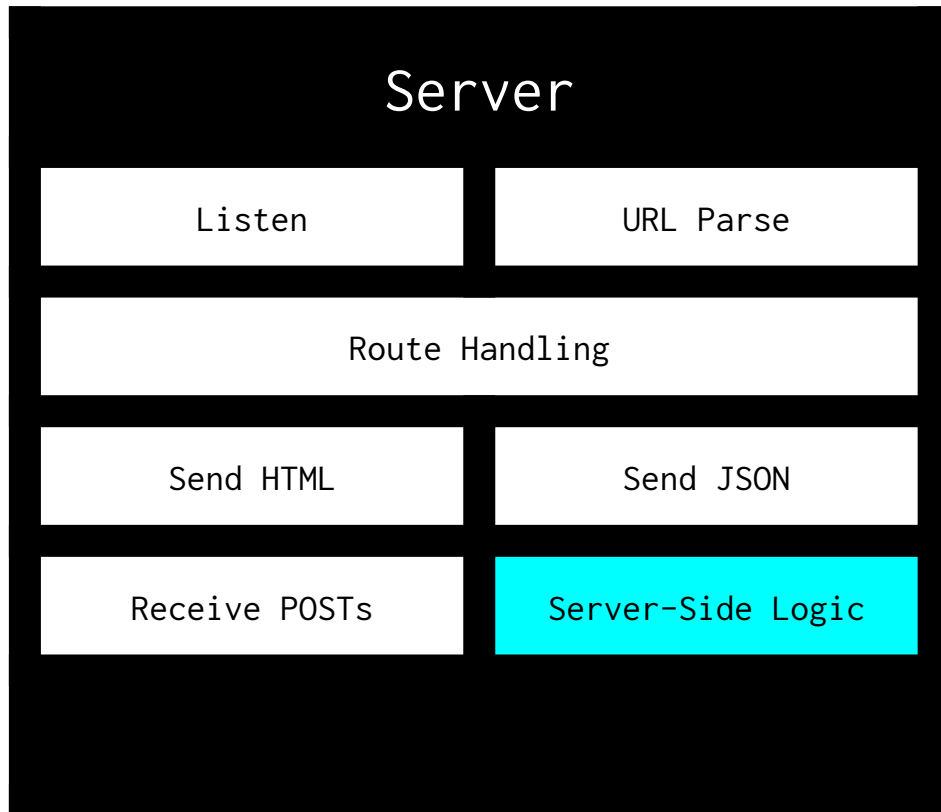 Server
Listen
URL Parse
Route Handling
Send HTML
Send JSON
Receive POSTs
Server-Side Logic